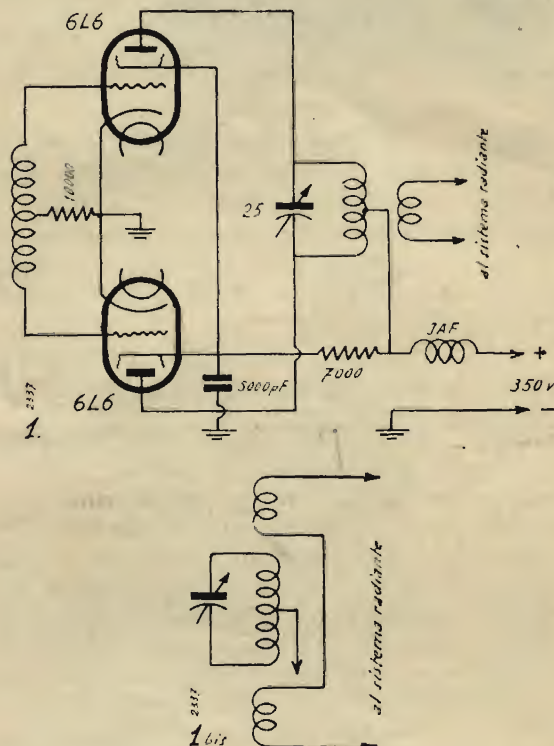 6L6
10000
25
al sistema radiante
JAF
+
7000
5000pF
350 v
-
6L6
2337
1.
al sistema radiante
2337
1 bis